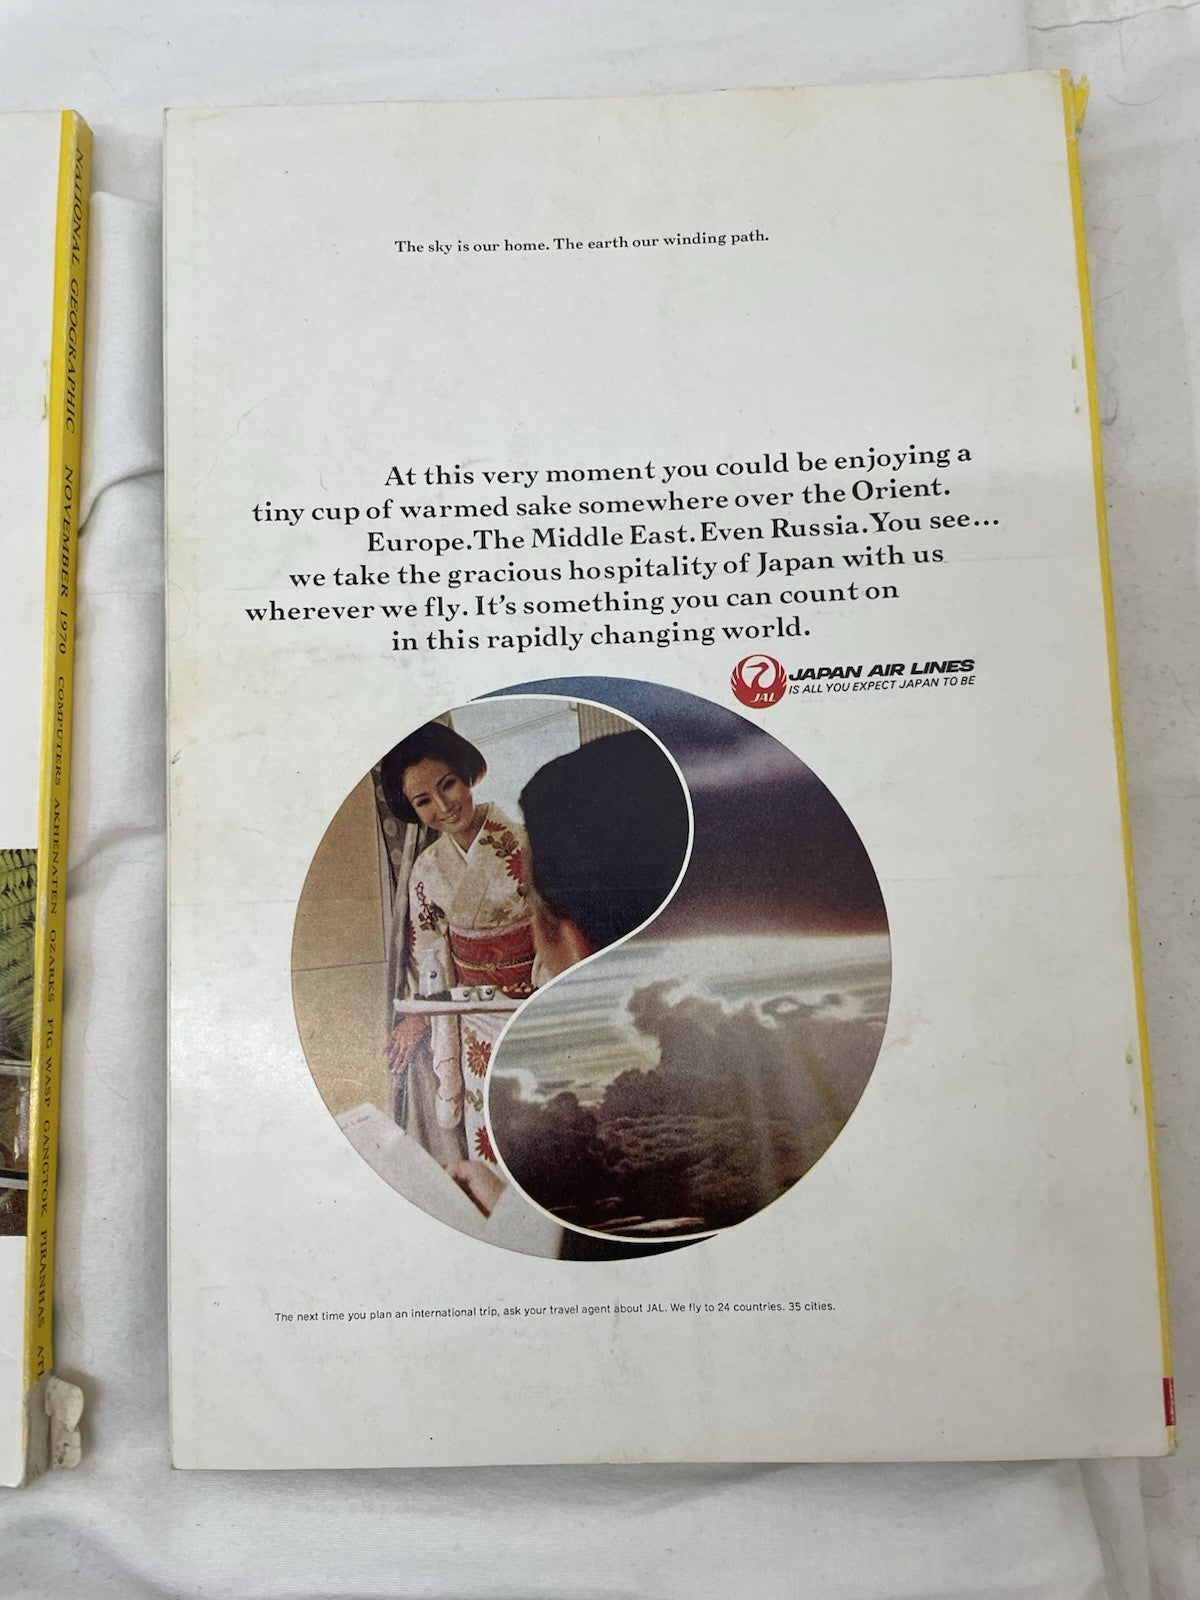 NATIONAL GEOGRAPHIC NOVEMBER 1970 COMPUTERS AKHENATEN OZARKS FIG WASP GANGTOK PIRANHAS
The sky is our home. The earth our winding path.
At this very moment you could be enjoying a
tiny cup of warmed sake somewhere over the Orient.
Europe. The Middle East. Even Russia. You see...
we take the gracious hospitality of Japan with us
wherever we fly. It's something you can count on
in this rapidly changing world.
JAL
JAPAN AIR LINES
IS ALL YOU EXPECT JAPAN TO BE
The next time you plan an international trip, ask your travel agent about JAL. We fly to 24 countries. 35 cities.